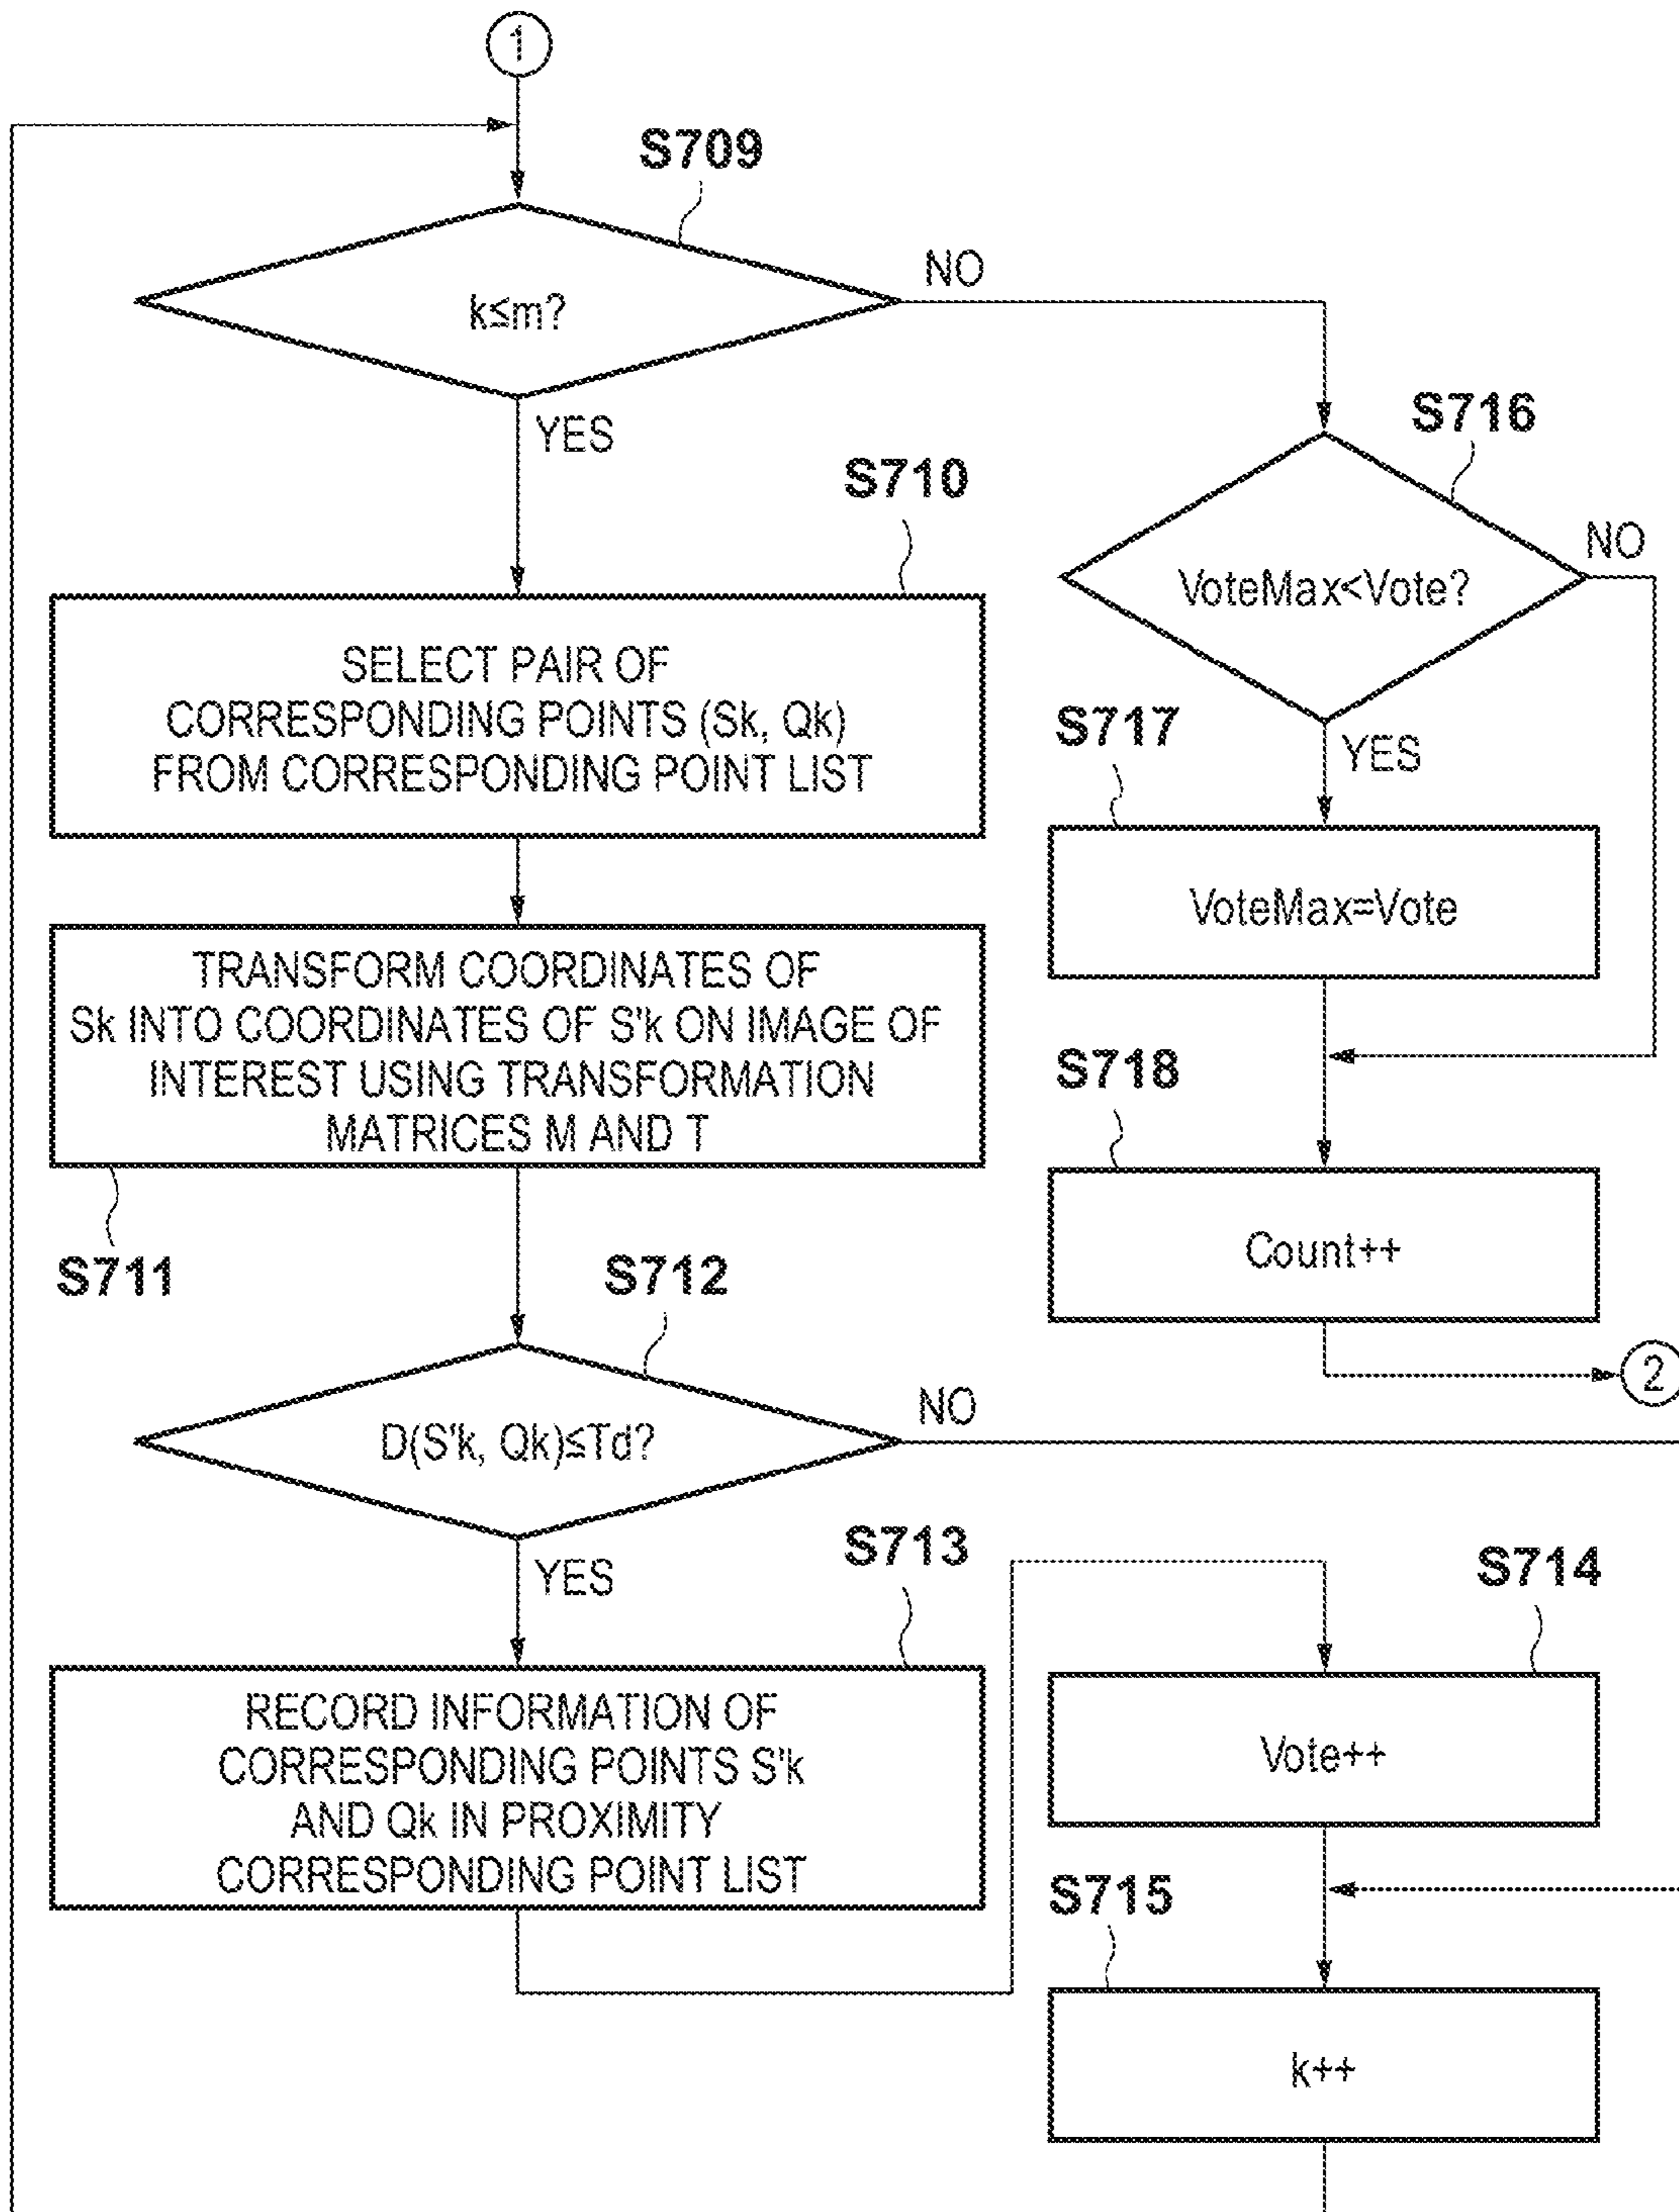 1
S709
k≤m?
NO
YES
S710
SELECT PAIR OF
CORRESPONDING POINTS (Sk, Qk)
FROM CORRESPONDING POINT LIST
TRANSFORM COORDINATES OF
Sk INTO COORDINATES OF S'k ON IMAGE OF
INTEREST USING TRANSFORMATION
MATRICES M AND T
S711
S712
D(S'k, Qk)≤Td?
NO
YES
S713
RECORD INFORMATION OF
CORRESPONDING POINTS S'k
AND Qk IN PROXIMITY
CORRESPONDING POINT LIST
S714
Vote++
S715
k++
S716
VoteMax<Vote?
NO
YES
S717
VoteMax=Vote
S718
Count++
2